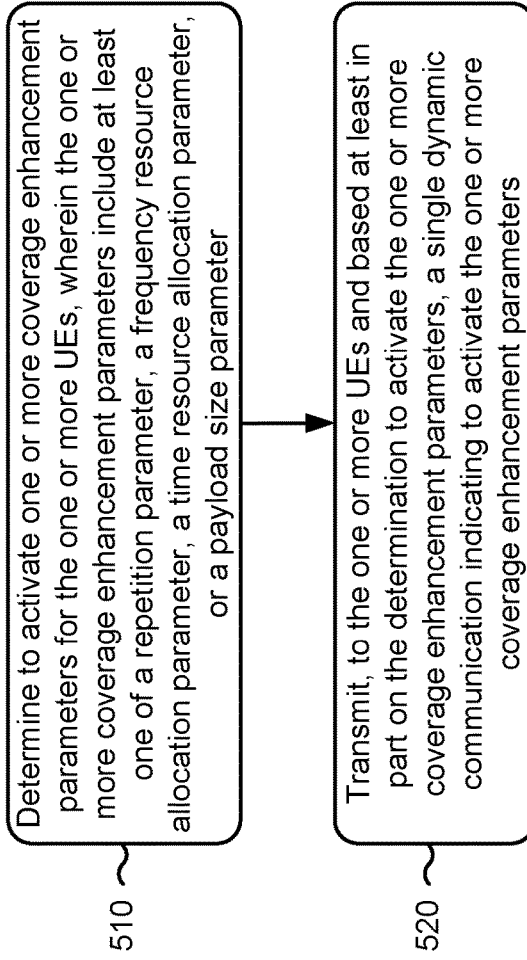 510
Determine to activate one or more coverage enhancement
parameters for the one or more UEs, wherein the one or
more coverage enhancement parameters include at least
one of a repetition parameter, a frequency resource
allocation parameter, a time resource allocation parameter,
or a payload size parameter
520
Transmit, to the one or more UEs and based at least in
part on the determination to activate the one or more
coverage enhancement parameters, a single dynamic
communication indicating to activate the one or more
coverage enhancement parameters